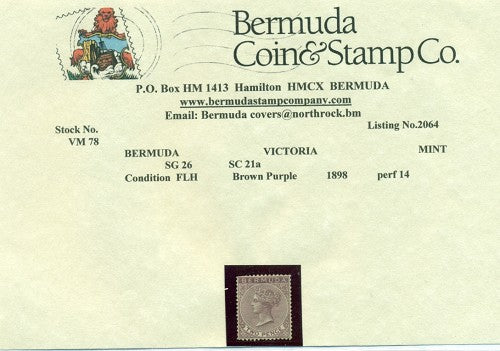 Bermuda
Coin&Stamp Co.
P.O. Box HM 1413 Hamilton HMCX BERMUDA
www.bermudastampcompany.com
Email: Bermuda covers@northrock.bm
Stock No. Listing No.2064
VM 78
BERMUDA VICTORIA MINT
SG 26 SC 21a
Condition FLH Brown Purple 1898 perf 14
BERMUDA
TWO PENCE